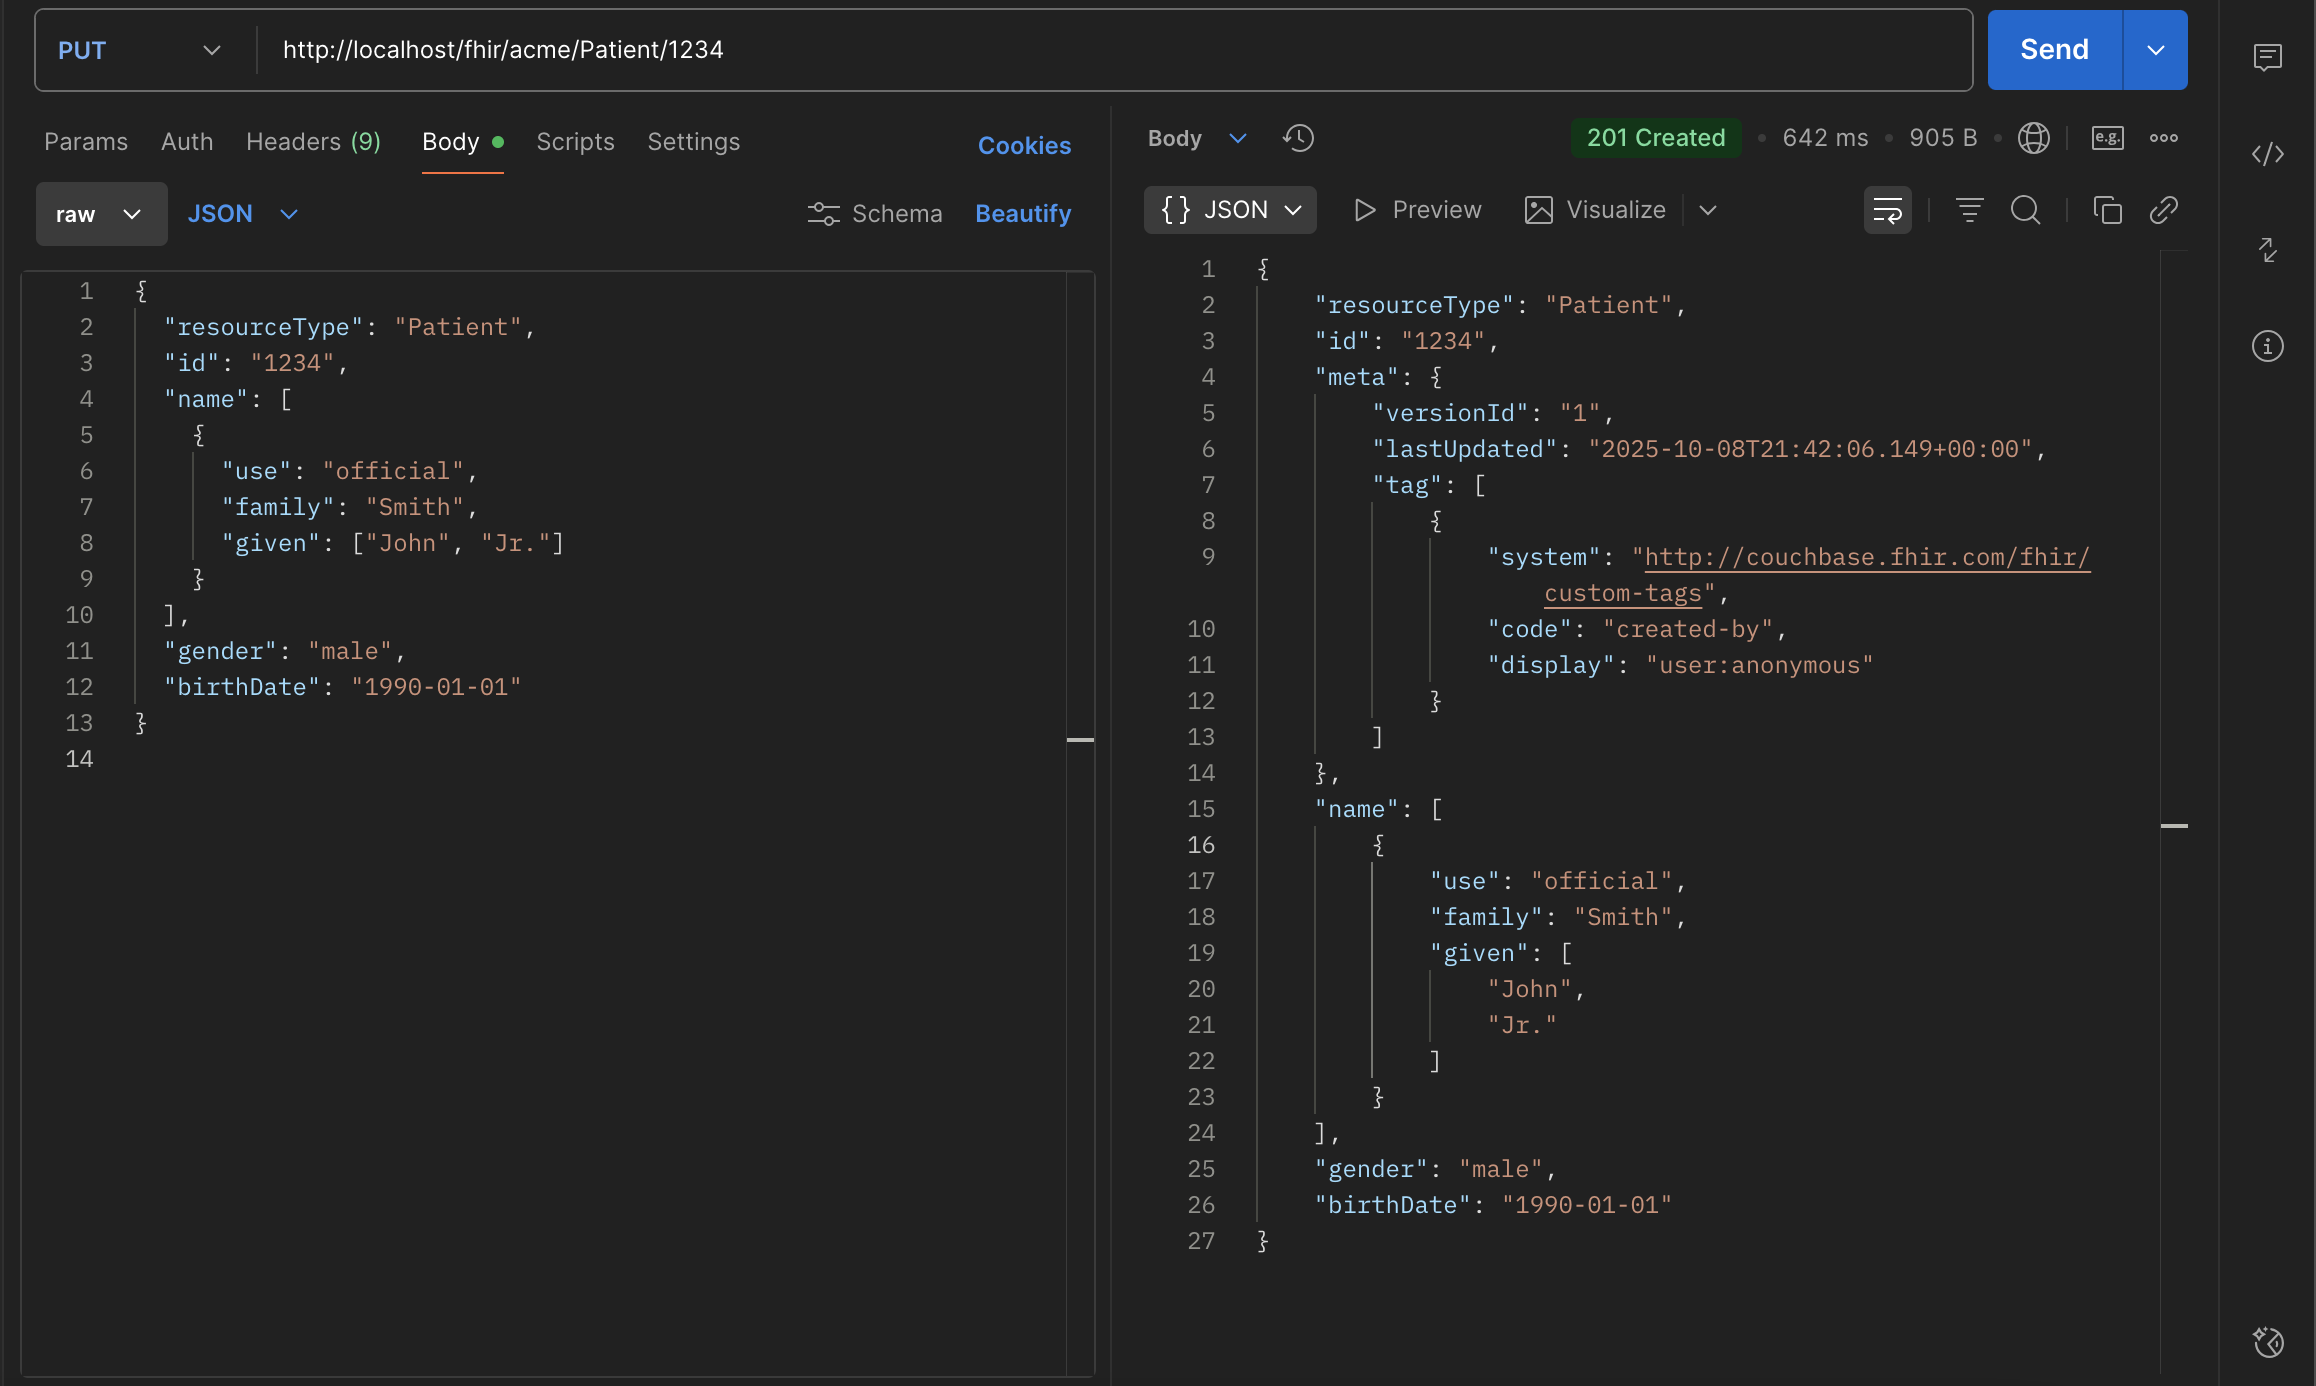 PUT http://localhost/fhir/acme/Patient/1234 Send
Params Auth Headers (9) Body Scripts Settings Cookies
raw JSON Schema Beautify
1 {
2 "resourceType": "Patient",
3 "id": "1234",
4 "name": [
5 {
6 "use": "official",
7 "family": "Smith",
8 "given": ["John", "Jr."]
9 }
10 ],
11 "gender": "male",
12 "birthDate": "1990-01-01"
13 }
14
Body 201 Created • 642 ms • 905 B • e.g.
{} JSON Preview Visualize
1 {
2 "resourceType": "Patient",
3 "id": "1234",
4 "meta": {
5 "versionId": "1",
6 "lastUpdated": "2025-10-08T21:42:06.149+00:00",
7 "tag": [
8 {
9 "system": "http://couchbase.fhir.com/fhir/
custom-tags",
10 "code": "created-by",
11 "display": "user:anonymous"
12 }
13 ]
14 },
15 "name": [
16 {
17 "use": "official",
18 "family": "Smith",
19 "given": [
20 "John",
21 "Jr."
22 ]
23 }
24 ],
25 "gender": "male",
26 "birthDate": "1990-01-01"
27 }